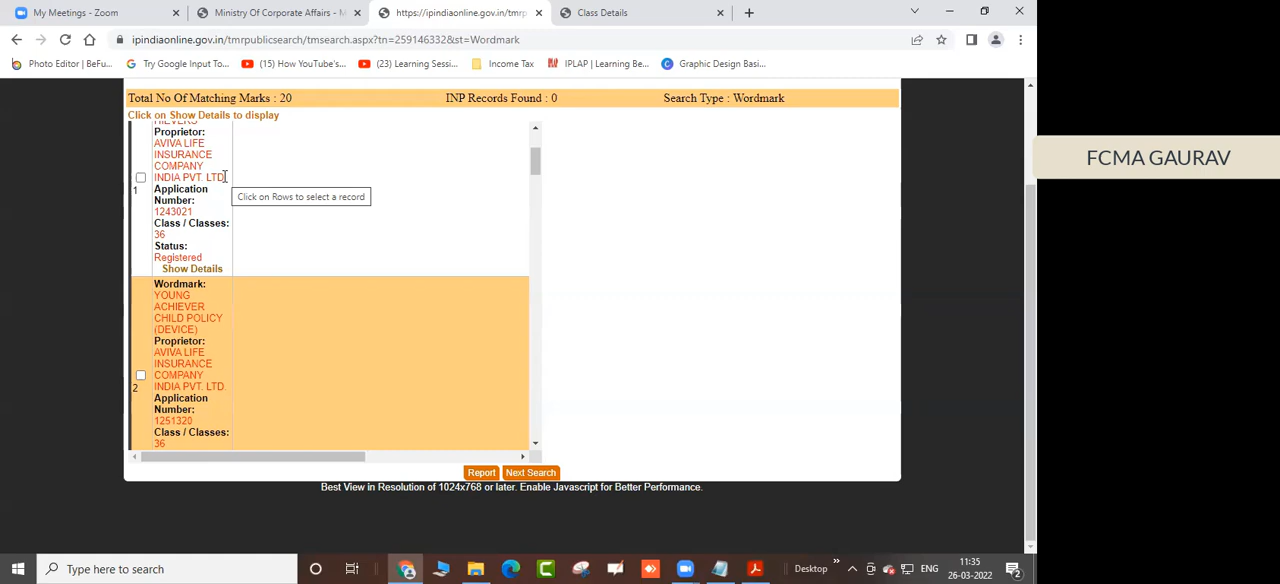 My Meetings - Zoom
Ministry Of Corporate Affairs - M
https://ipindiaonline.gov.in/tmrp
Class Details
ipindiaonline.gov.in/tmrpublicsearch/tmsearch.aspx?tn=259146332&st=Wordmark
Photo Editor | BeFu...
Try Google Input To...
(15) How YouTube's...
(23) Learning Sessi...
Income Tax
IPLAP | Learning Be...
Graphic Design Basi...
Total No Of Matching Marks : 20
INP Records Found : 0
Search Type : Wordmark
Click on Show Details to display
HIEVERS
Proprietor:
AVIVA LIFE
INSURANCE
COMPANY
INDIA PVT. LTD.
1
Application
Number:
1243021
Class / Classes:
36
Status:
Registered
Show Details
Click on Rows to select a record
Wordmark:
YOUNG
ACHIEVER
CHILD POLICY
(DEVICE)
Proprietor:
AVIVA LIFE
INSURANCE
COMPANY
INDIA PVT. LTD.
2
Application
Number:
1251320
Class / Classes:
36
Report
Next Search
Best View in Resolution of 1024x768 or later. Enable Javascript for Better Performance.
FCMA GAURAV
Type here to search
Desktop
ENG
11:35
26-03-2022
2